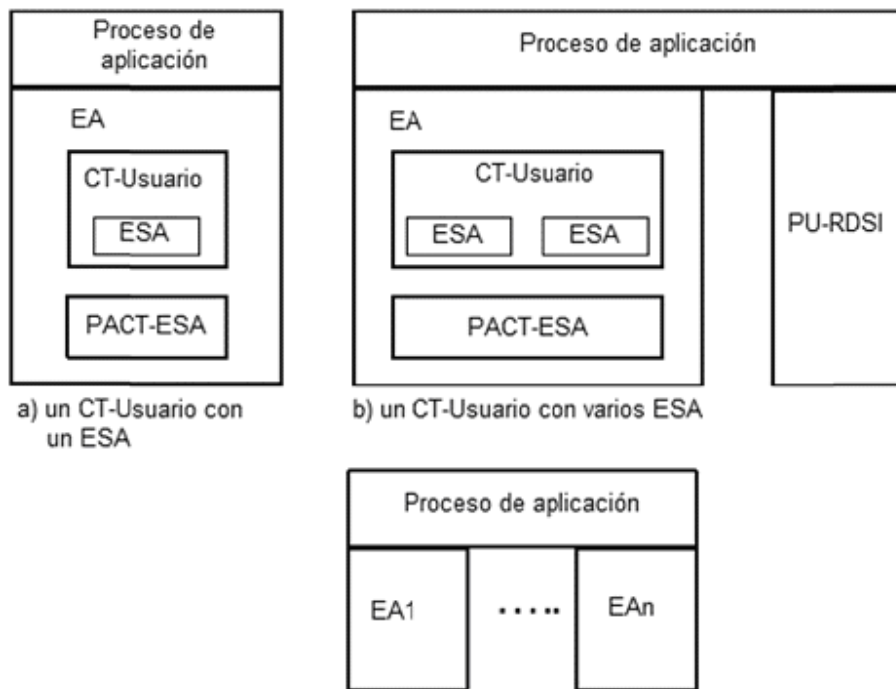 Proceso de
aplicación
EA
CT-Usuario
ESA
PACT-ESA
a) un CT-Usuario con
un ESA
Proceso de aplicación
EA
CT-Usuario
ESA ESA
PACT-ESA
PU-RDSI
b) un CT-Usuario con varios ESA
Proceso de aplicación
EA1 ..... EAn